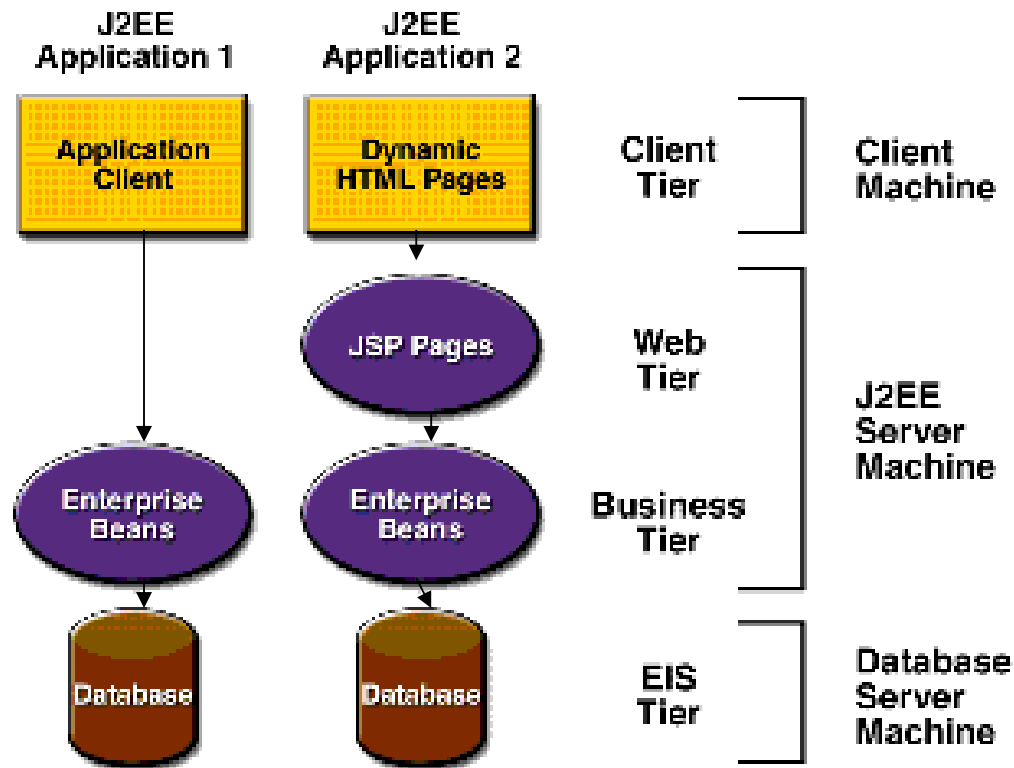 J2EE
Application 1
J2EE
Application 2
Application
Client
Dynamic
HTML Pages
Client
Tier
Client
Machine
JSP Pages
Web
Tier
J2EE
Server
Machine
Enterprise
Beans
Enterprise
Beans
Business
Tier
Database
Database
EIS
Tier
Database
Server
Machine